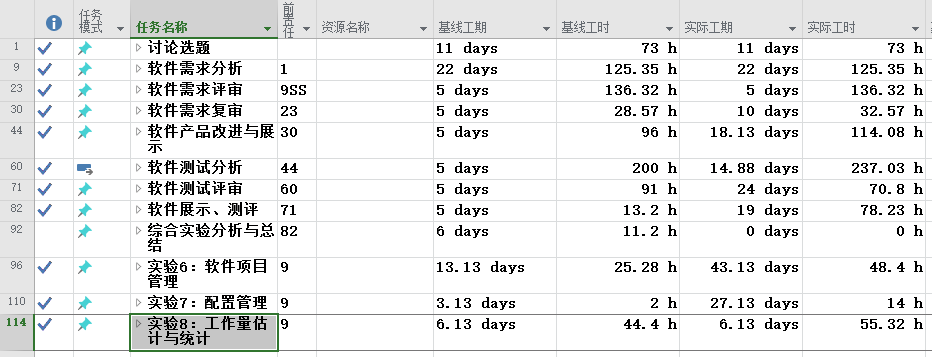 任务模式 任务名称 前置任务 资源名称 基线工期 基线工时 实际工期 实际工时
1 讨论选题 11 days 73 h 11 days 73 h
9 软件需求分析 1 22 days 125.35 h 22 days 125.35 h
23 软件需求评审 9SS 5 days 136.32 h 5 days 136.32 h
30 软件需求复审 23 5 days 28.57 h 10 days 32.57 h
44 软件产品改进与展示 30 5 days 96 h 18.13 days 114.08 h
60 软件测试分析 44 5 days 200 h 14.88 days 237.03 h
71 软件测试评审 60 5 days 91 h 24 days 70.8 h
82 软件展示、测评 71 5 days 13.2 h 19 days 78.23 h
92 综合实验分析与总结 82 6 days 11.2 h 0 days 0 h
96 实验6：软件项目管理 9 13.13 days 25.28 h 43.13 days 48.4 h
110 实验7：配置管理 9 3.13 days 2 h 27.13 days 14 h
114 实验8：工作量估计与统计 9 6.13 days 44.4 h 6.13 days 55.32 h